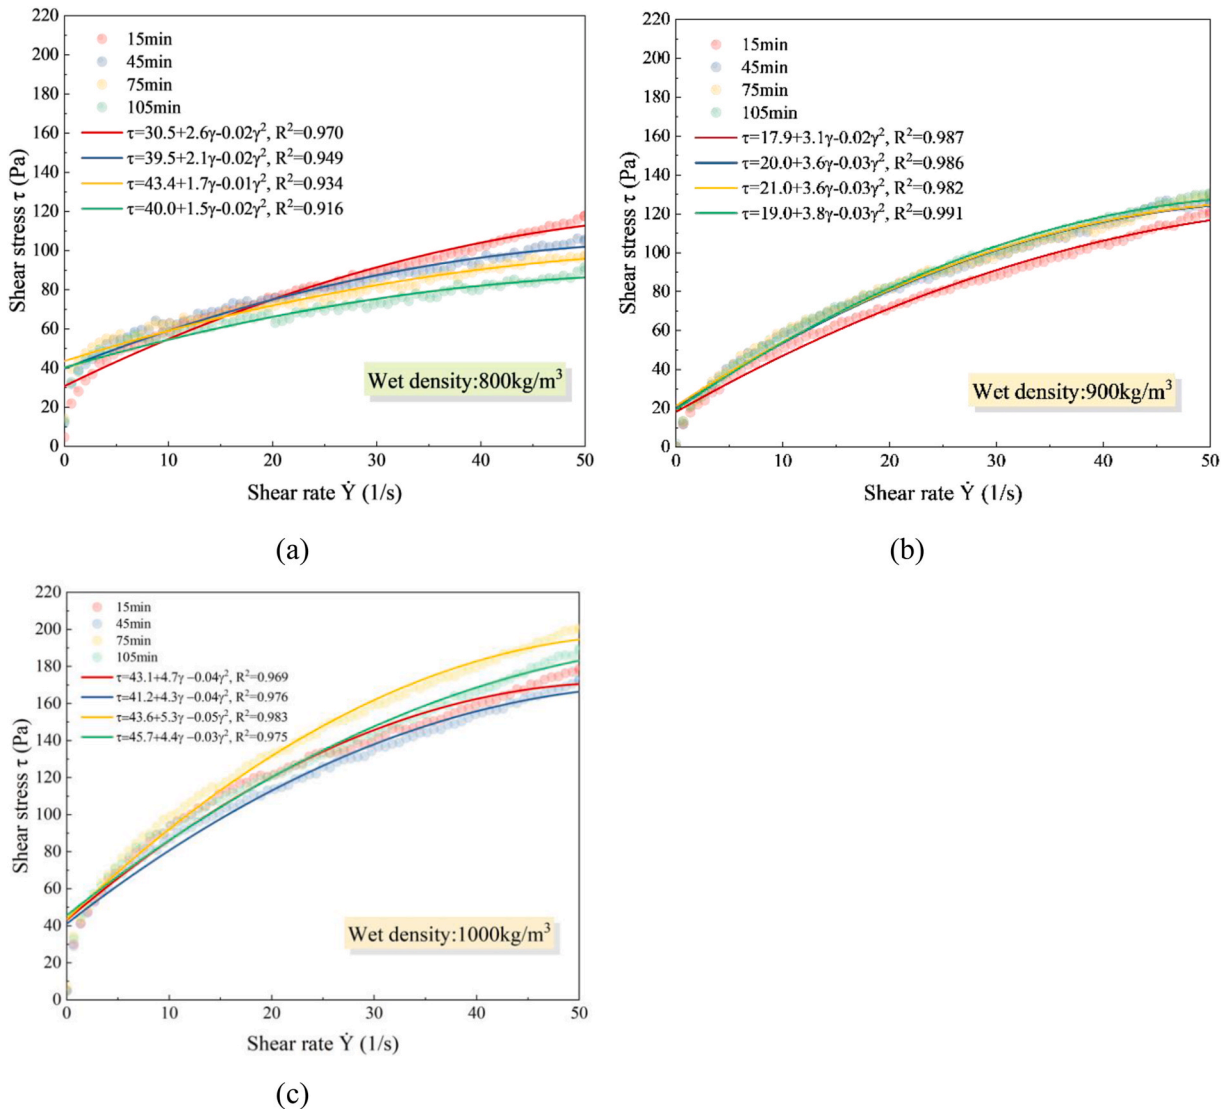 220
200
180
160
140
120
100
80
60
40
20
0
Shear stress τ (Pa)
15min
45min
75min
105min
τ=30.5+2.6γ-0.02γ², R²=0.970
τ=39.5+2.1γ-0.02γ², R²=0.949
τ=43.4+1.7γ-0.01γ², R²=0.934
τ=40.0+1.5γ-0.02γ², R²=0.916
Wet density:800kg/m³
0 10 20 30 40 50
Shear rate Ẏ (1/s)
(a)
220
200
180
160
140
120
100
80
60
40
20
0
Shear stress τ (Pa)
15min
45min
75min
105min
τ=17.9+3.1γ-0.02γ², R²=0.987
τ=20.0+3.6γ-0.03γ², R²=0.986
τ=21.0+3.6γ-0.03γ², R²=0.982
τ=19.0+3.8γ-0.03γ², R²=0.991
Wet density:900kg/m³
0 10 20 30 40 50
Shear rate Ẏ (1/s)
(b)
220
200
180
160
140
120
100
80
60
40
20
0
Shear stress τ (Pa)
15min
45min
75min
105min
τ=43.1+4.7γ −0.04γ², R²=0.969
τ=41.2+4.3γ −0.04γ², R²=0.976
τ=43.6+5.3γ −0.05γ², R²=0.983
τ=45.7+4.4γ −0.03γ², R²=0.975
Wet density:1000kg/m³
0 10 20 30 40 50
Shear rate Ẏ (1/s)
(c)